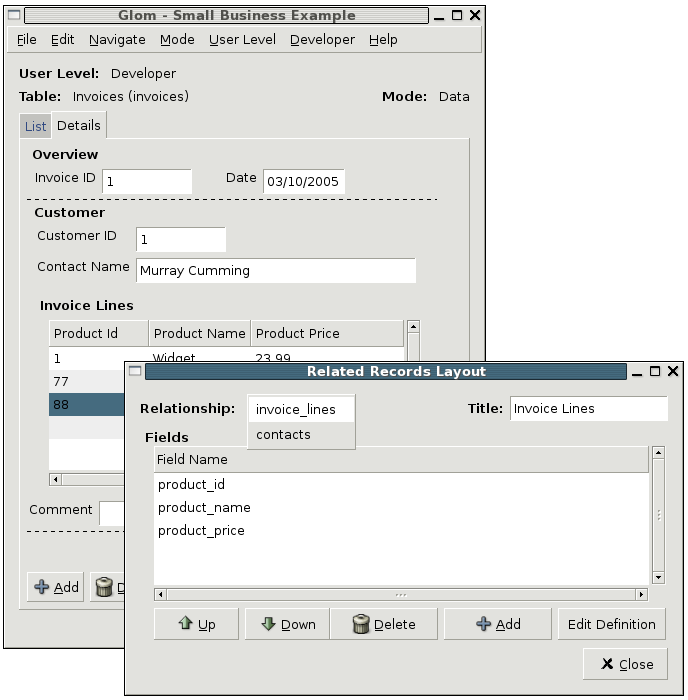 Glom - Small Business Example
File Edit Navigate Mode User Level Developer Help
User Level: Developer
Table: Invoices (invoices) Mode: Data
List Details
Overview
Invoice ID 1 Date 03/10/2005
Customer
Customer ID 1
Contact Name Murray Cumming
Invoice Lines
Product Id Product Name Product Price
1 Widget 23.99
77
88
Comment
Add
Related Records Layout
Relationship: invoice_lines Title: Invoice Lines
contacts
Fields
Field Name
product_id
product_name
product_price
Up Down Delete Add Edit Definition
Close